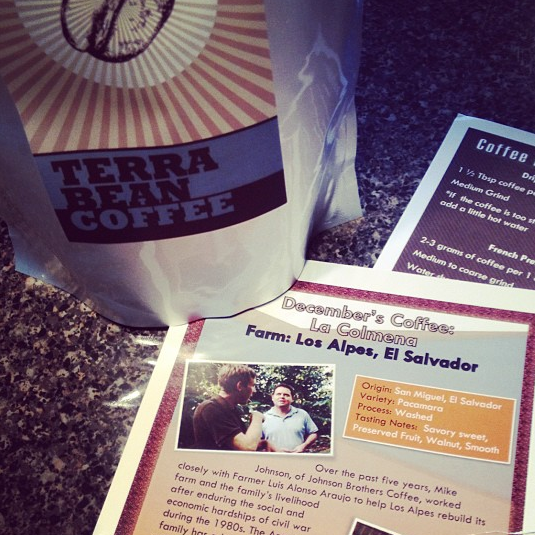 TERRA
BEAN
COFFEE
Coffee
1 ½ Tbsp coffee
Medium Grind
*if the coffee is too
add a little hot water
French
2-3 grams of coffee per 1
Medium to coarse grind
December's Coffee:
La Colmena
Farm: Los Alpes, El Salvador
Origin: San Miguel, El Salvador
Variety: Pacamara
Process: Washed
Tasting Notes: Savory sweet,
Preserved Fruit, Walnut, Smooth
Over the past five years, Mike
Johnson, of Johnson Brothers Coffee, worked
closely with Farmer Luis Alonso Araujo to help Los Alpes rebuild its
farm and the family's livelihood
after enduring the social and
economic hardships of civil war
during the 1980s. The
family has